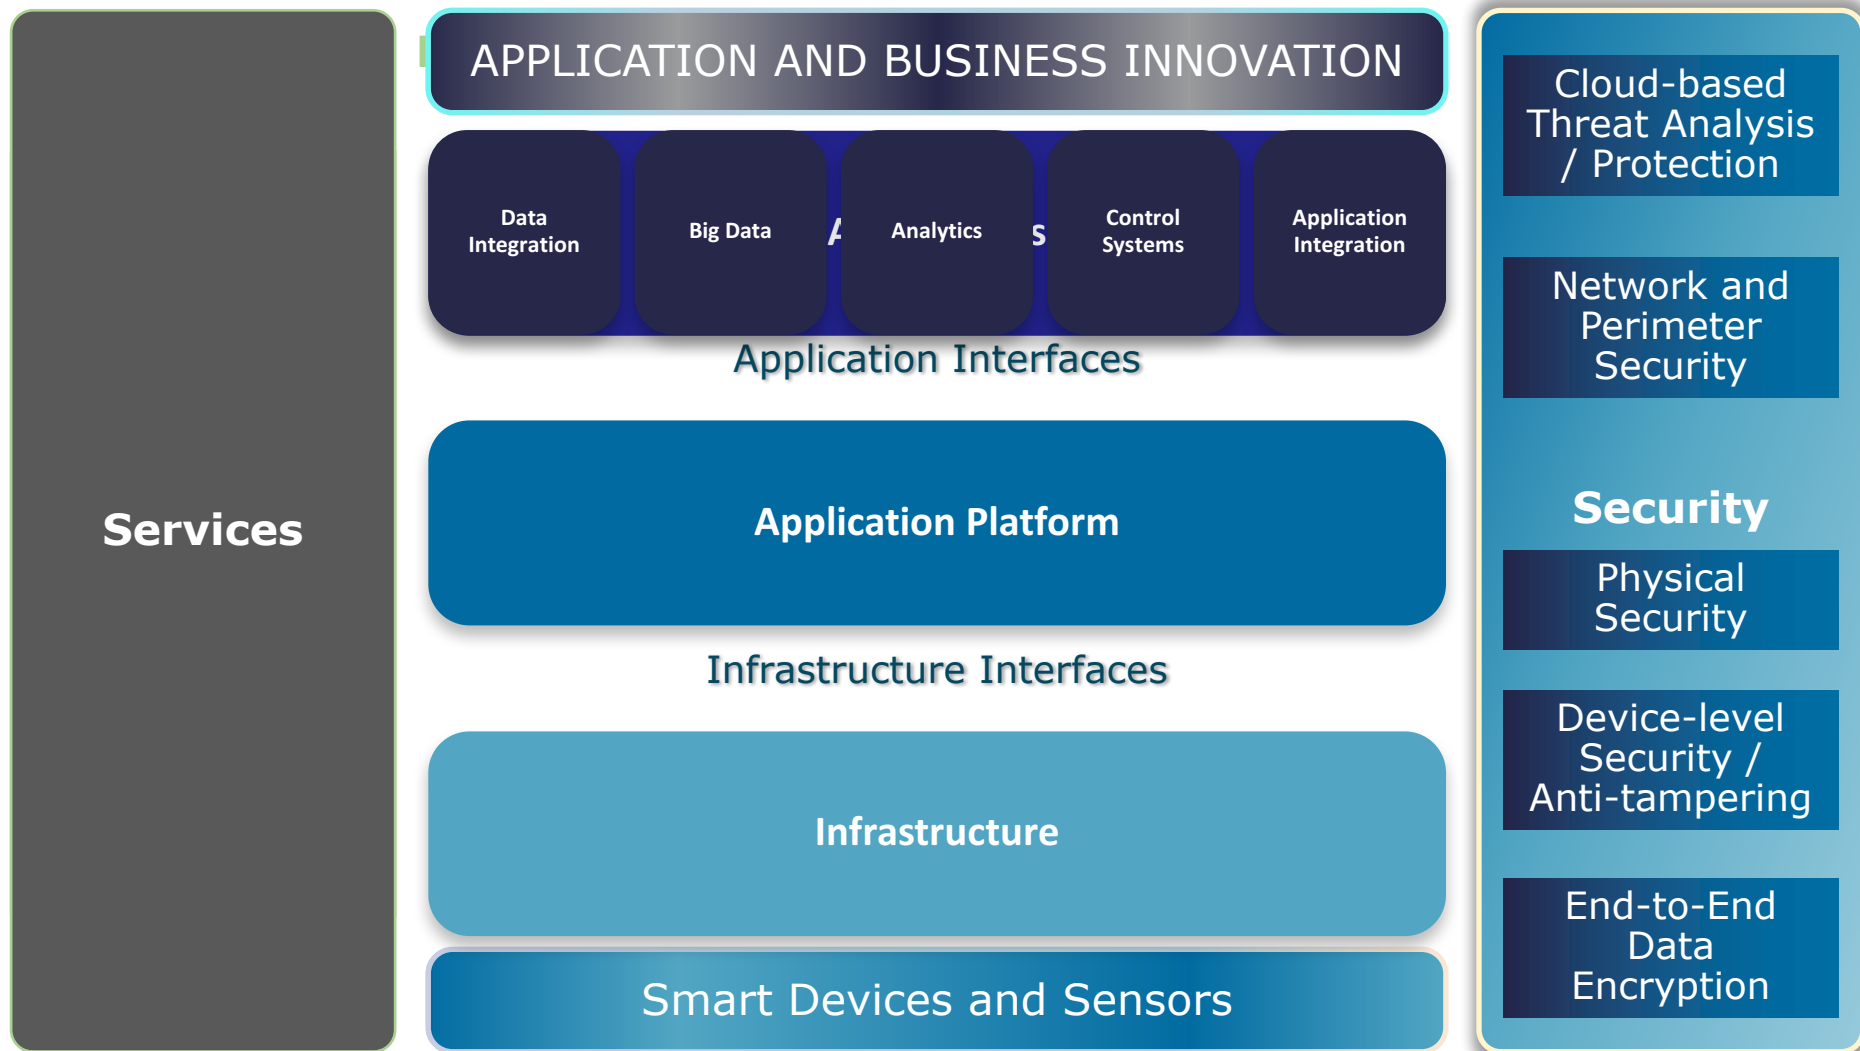 Services
APPLICATION AND BUSINESS INNOVATION
Data
Integration
Big Data
Analytics
Control
Systems
Application
Integration
Application Interfaces
Application Platform
Infrastructure Interfaces
Infrastructure
Smart Devices and Sensors
Cloud-based
Threat Analysis
/ Protection
Network and
Perimeter
Security
Security
Physical
Security
Device-level
Security /
Anti-tampering
End-to-End
Data
Encryption